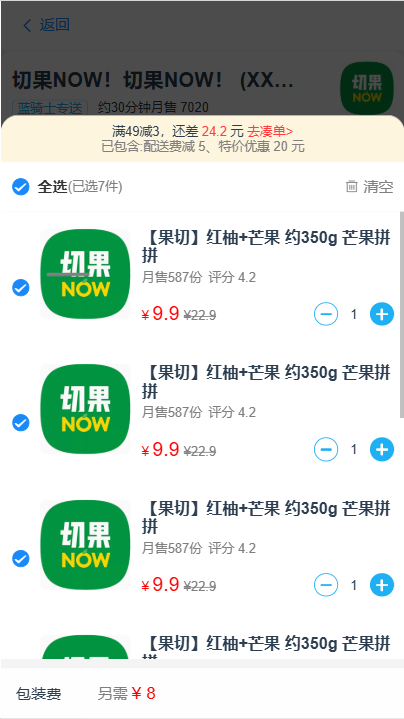 返回
切果NOW！切果NOW！ (XX…
蓝骑士专送 约30分钟月售 7020
切果
NOW
满49减3，还差 24.2 元 去凑单>
已包含:配送费减 5、特价优惠 20 元
全选(已选7件)
清空
切果
NOW
【果切】红柚+芒果 约350g 芒果拼
拼
月售587份 评分 4.2
¥ 9.9 ¥22.9
1
切果
NOW
【果切】红柚+芒果 约350g 芒果拼
拼
月售587份 评分 4.2
¥ 9.9 ¥22.9
1
切果
NOW
【果切】红柚+芒果 约350g 芒果拼
拼
月售587份 评分 4.2
¥ 9.9 ¥22.9
1
【果切】红柚+芒果 约350g 芒果拼
包装费 另需 ¥ 8